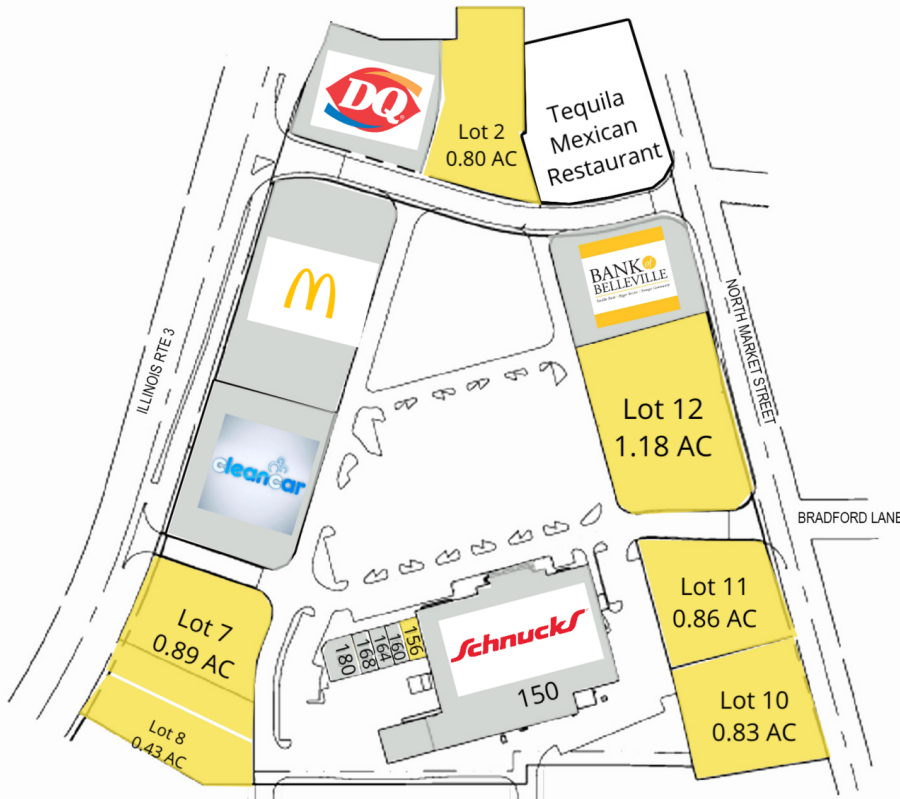 DQ
Lot 2
0.80 AC
Tequila
Mexican
Restaurant
BANK of
BELLEVILLE
NORTH MARKET STREET
ILLINOIS RTE 3
cleancar
Lot 12
1.18 AC
BRADFORD LANE
Lot 7
0.89 AC
Lot 8
0.43 AC
180
168
164
160
156
Schnucks
150
Lot 11
0.86 AC
Lot 10
0.83 AC